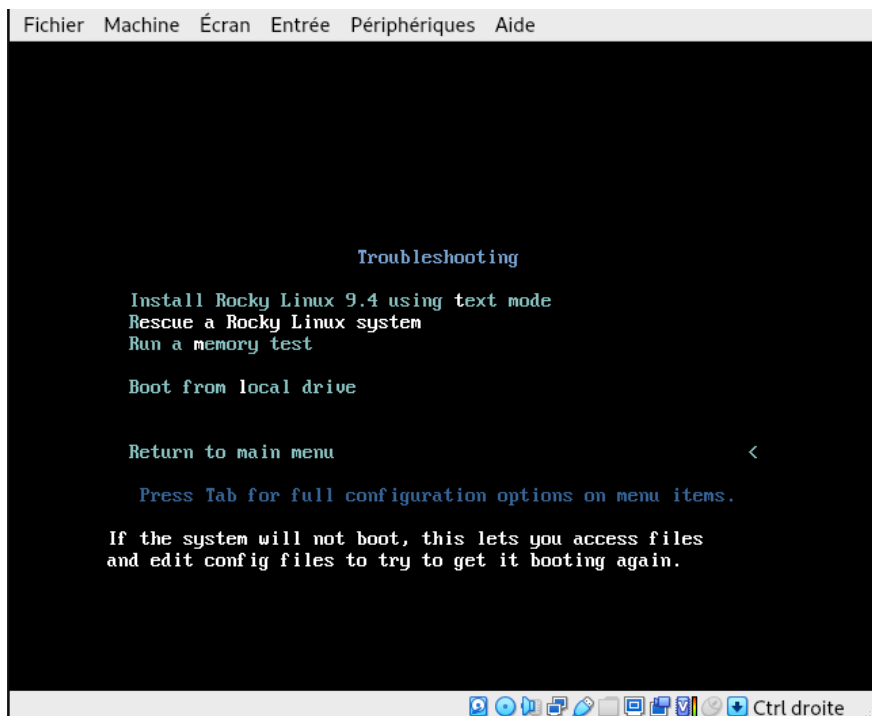 Fichier Machine Écran Entrée Périphériques Aide
Troubleshooting
Install Rocky Linux 9.4 using text mode
Rescue a Rocky Linux system
Run a memory test
Boot from local drive
Return to main menu <
Press Tab for full configuration options on menu items.
If the system will not boot, this lets you access files
and edit config files to try to get it booting again.
Ctrl droite